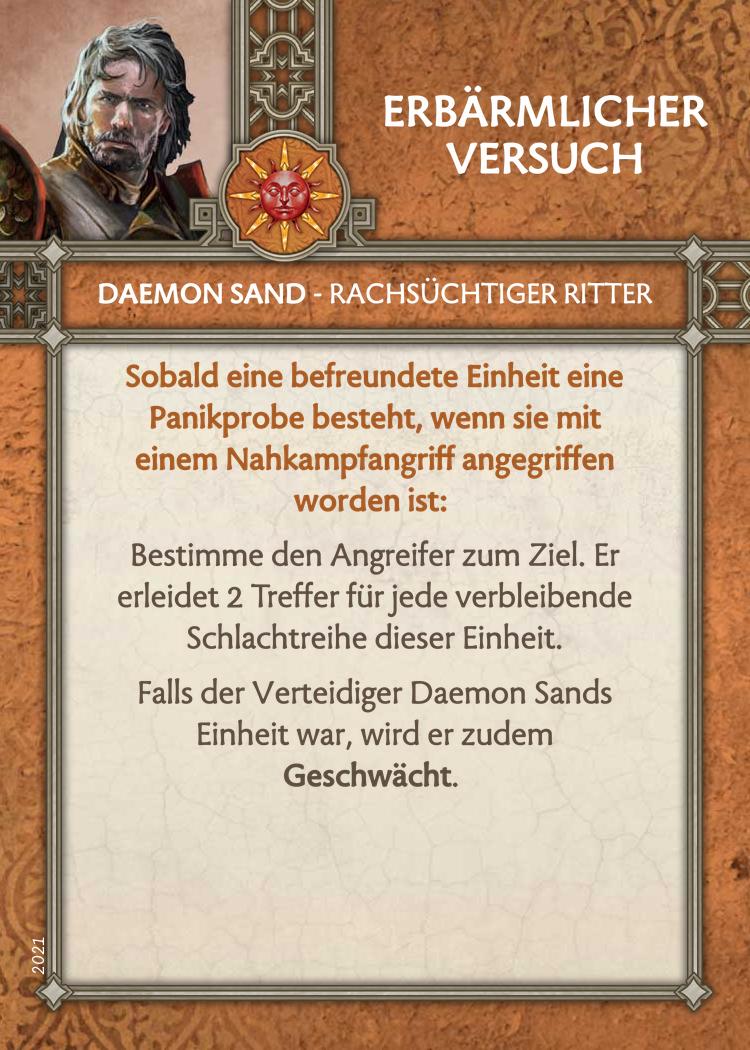 ERBÄRMLICHER
VERSUCH
DAEMON SAND - RACHSÜCHTIGER RITTER
Sobald eine befreundete Einheit eine
Panikprobe besteht, wenn sie mit
einem Nahkampfangriff angegriffen
worden ist:
Bestimme den Angreifer zum Ziel. Er
erleidet 2 Treffer für jede verbleibende
Schlachtreihe dieser Einheit.
Falls der Verteidiger Daemon Sands
Einheit war, wird er zudem
Geschwächt.
2021